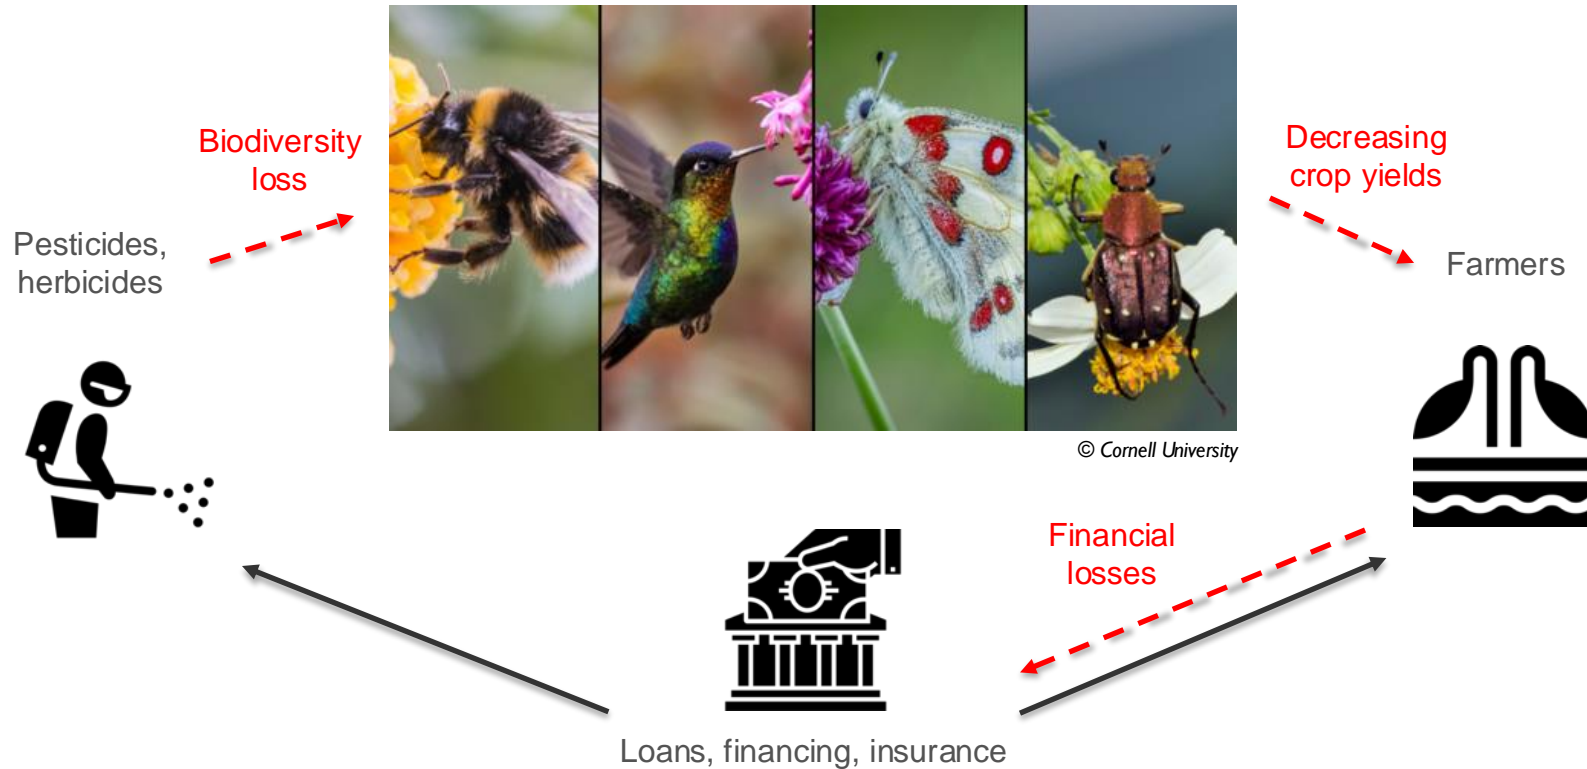 Biodiversity
loss
Decreasing
crop yields
Pesticides,
herbicides
Farmers
© Cornell University
Financial
losses
Loans, financing, insurance